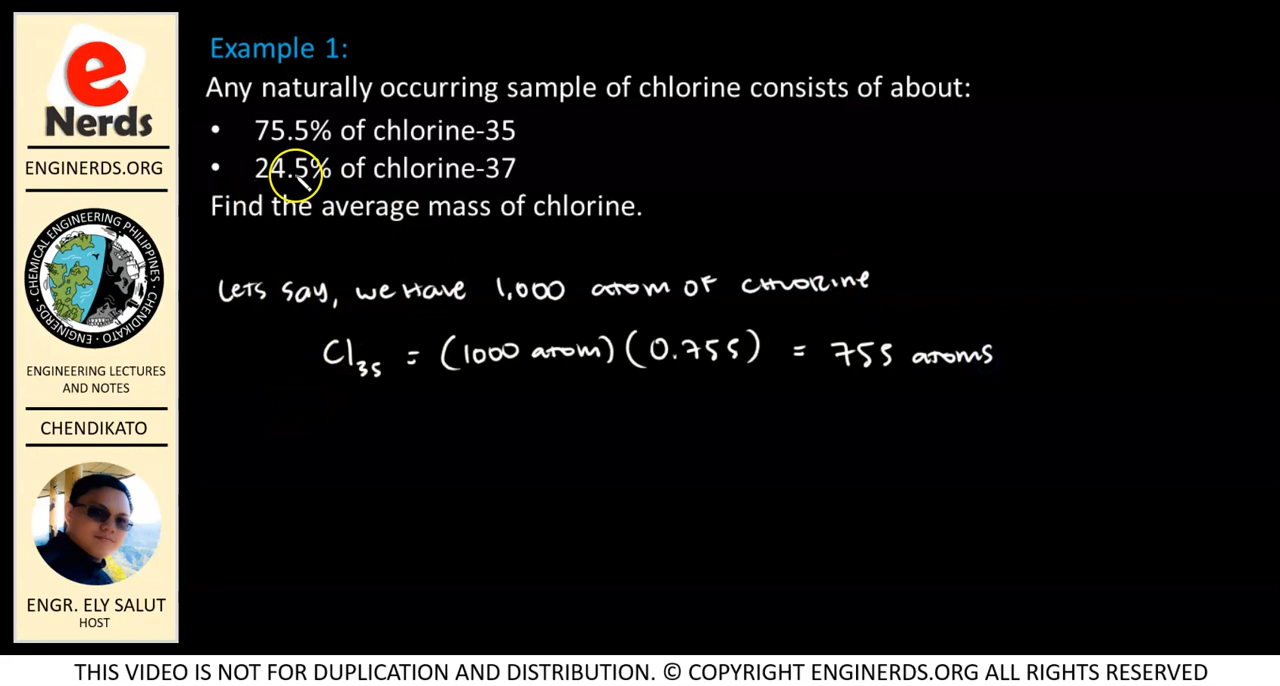 e
Nerds
ENGINERDS.ORG
CHEMICAL ENGINEERING PHILIPPINES
CHENDIKATO · ENGINERDS
ENGINEERING LECTURES
AND NOTES
CHENDIKATO
ENGR. ELY SALUT
HOST
Example 1:
Any naturally occurring sample of chlorine consists of about:
• 75.5% of chlorine-35
• 24.5% of chlorine-37
Find the average mass of chlorine.
Lets say, we Have 1,000 atom of chlorine
Cl35 = (1000 atom) (0.755) = 755 atoms
THIS VIDEO IS NOT FOR DUPLICATION AND DISTRIBUTION. © COPYRIGHT ENGINERDS.ORG ALL RIGHTS RESERVED